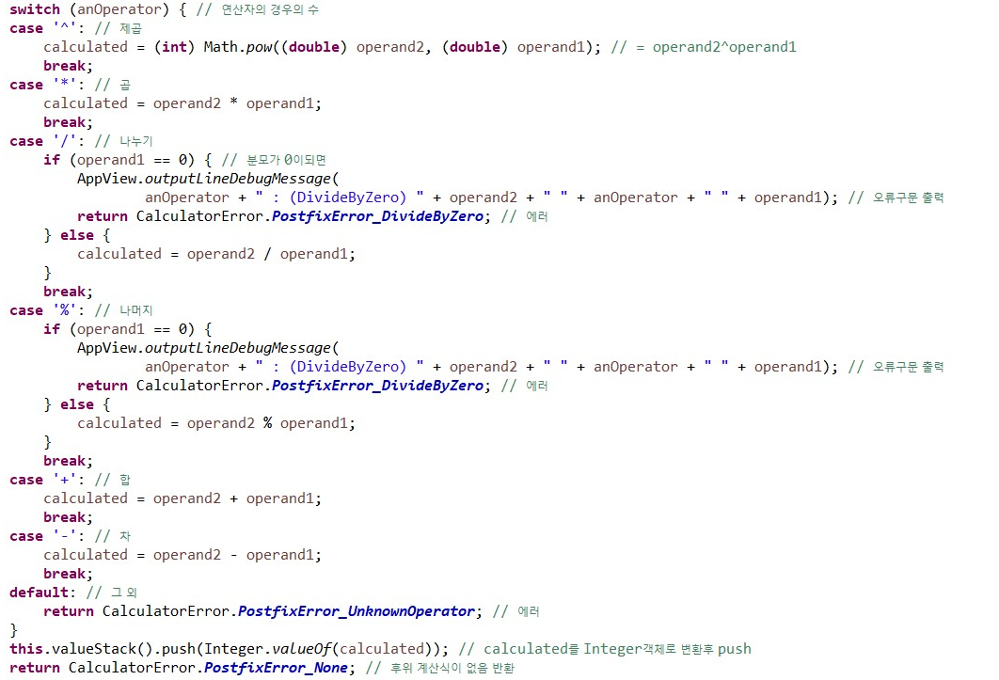 switch (anOperator) { // 연산자의 경우의 수
case '^': // 제곱
    calculated = (int) Math.pow((double) operand2, (double) operand1); // = operand2^operand1
    break;
case '*': // 곱
    calculated = operand2 * operand1;
    break;
case '/': // 나누기
    if (operand1 == 0) { // 분모가 0이되면
        AppView.outputLineDebugMessage(
                anOperator + " : (DivideByZero) " + operand2 + " " + anOperator + " " + operand1); // 오류구문 출력
        return CalculatorError.PostfixError_DivideByZero; // 에러
    } else {
        calculated = operand2 / operand1;
    }
    break;
case '%': // 나머지
    if (operand1 == 0) {
        AppView.outputLineDebugMessage(
                anOperator + " : (DivideByZero) " + operand2 + " " + anOperator + " " + operand1); // 오류구문 출력
        return CalculatorError.PostfixError_DivideByZero; // 에러
    } else {
        calculated = operand2 % operand1;
    }
    break;
case '+': // 합
    calculated = operand2 + operand1;
    break;
case '-': // 차
    calculated = operand2 - operand1;
    break;
default: // 그 외
    return CalculatorError.PostfixError_UnknownOperator; // 에러
}
this.valueStack().push(Integer.valueOf(calculated)); // calculated를 Integer객체로 변환후 push
return CalculatorError.PostfixError_None; // 후위 계산식이 없음 반환